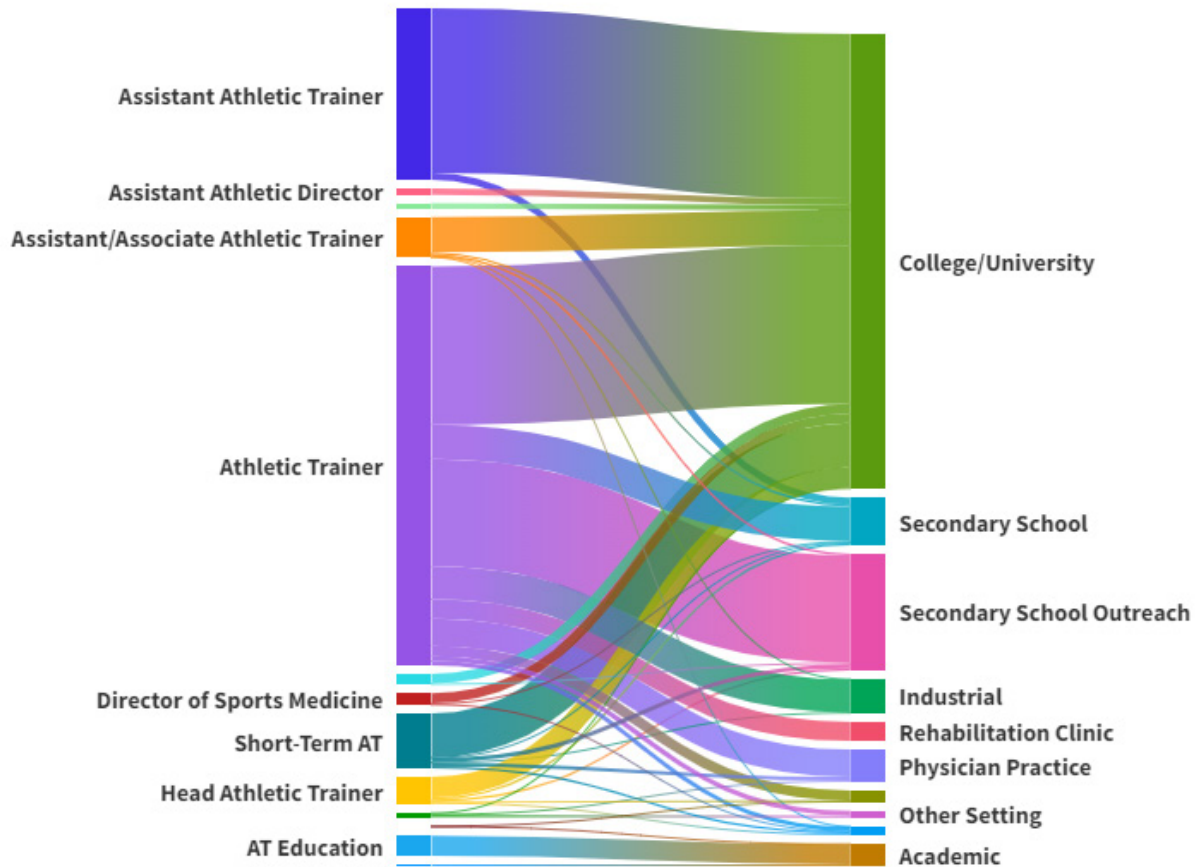 Assistant Athletic Trainer
Assistant Athletic Director
Assistant/Associate Athletic Trainer
Athletic Trainer
Director of Sports Medicine
Short-Term AT
Head Athletic Trainer
AT Education
College/University
Secondary School
Secondary School Outreach
Industrial
Rehabilitation Clinic
Physician Practice
Other Setting
Academic